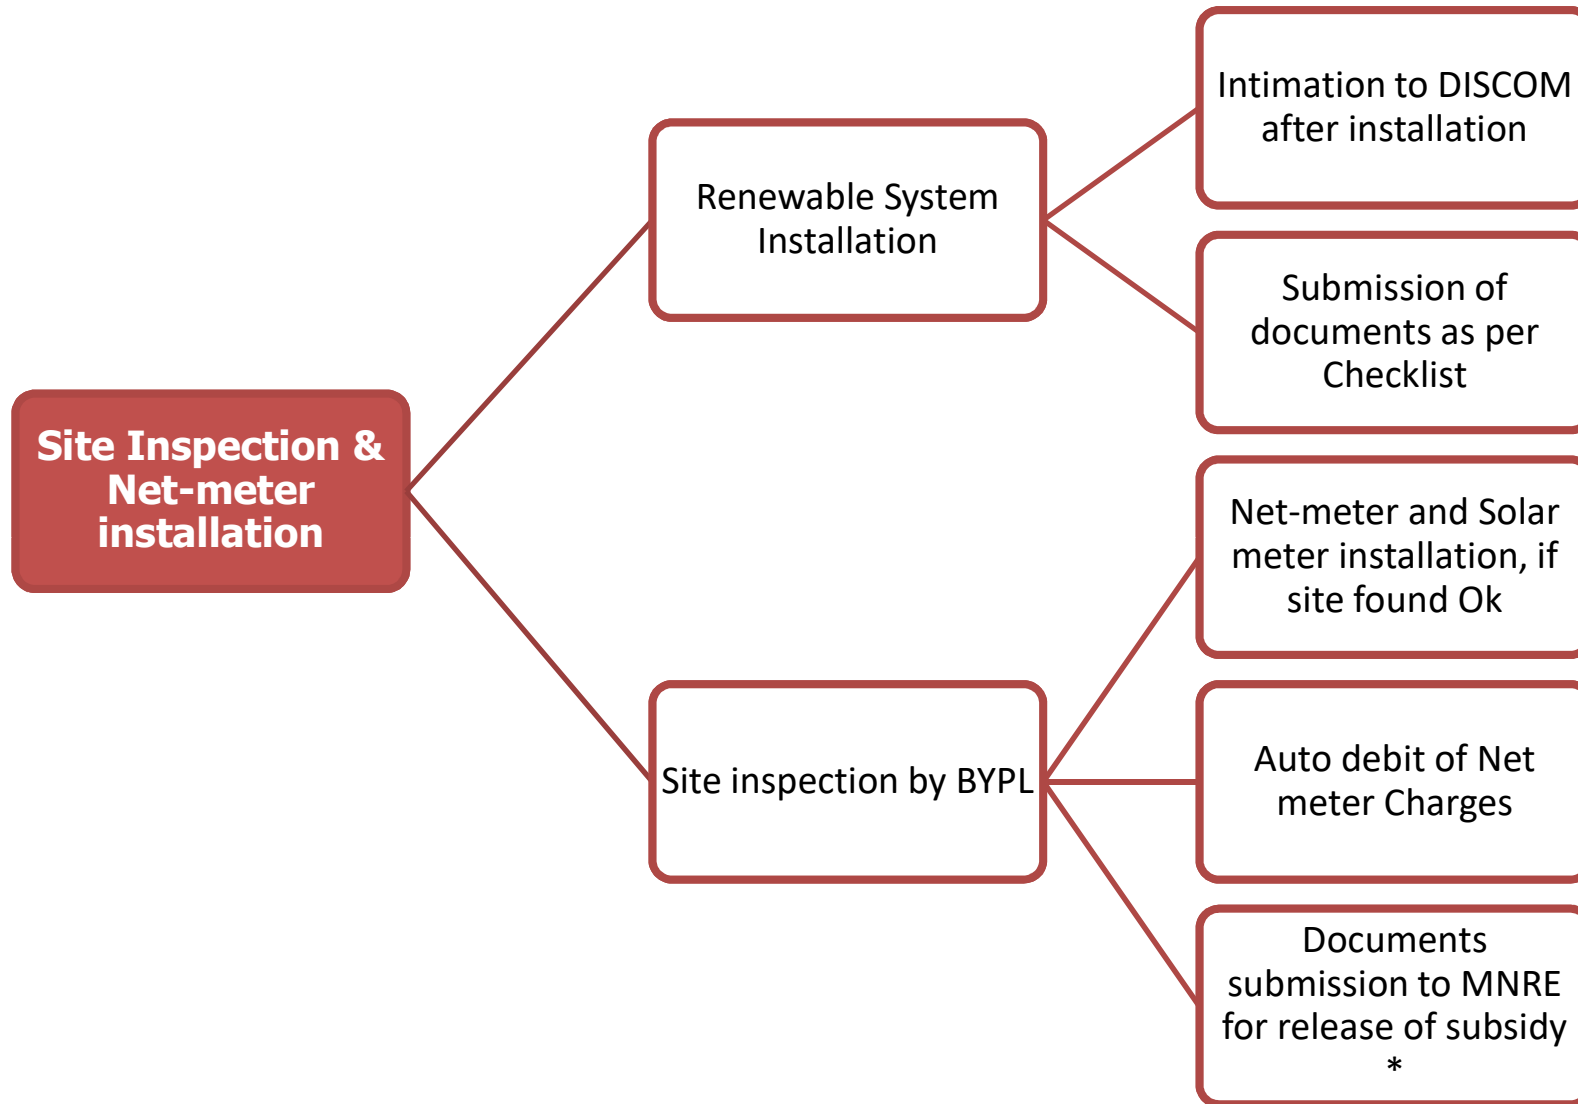 Site Inspection &
Net-meter
installation
Renewable System
Installation
Intimation to DISCOM
after installation
Submission of
documents as per
Checklist
Site inspection by BYPL
Net-meter and Solar
meter installation, if
site found Ok
Auto debit of Net
meter Charges
Documents
submission to MNRE
for release of subsidy
*